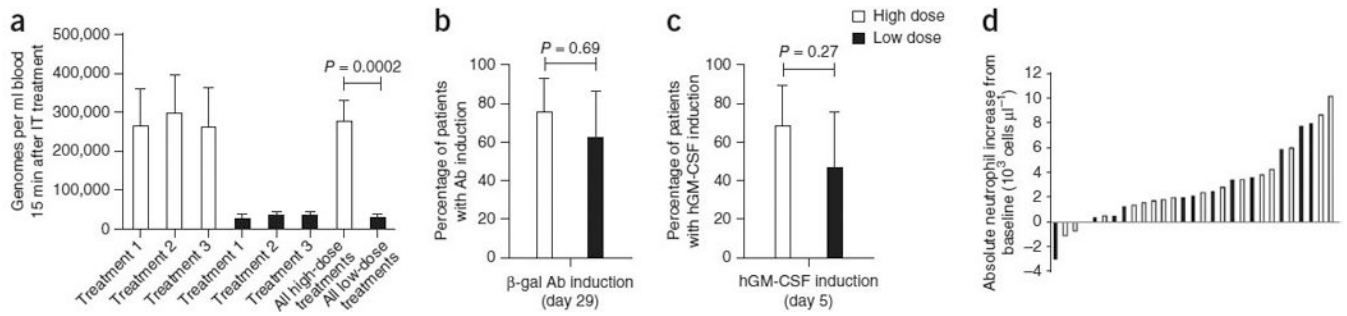 a
Genomes per ml blood
15 min after IT treatment
500,000
400,000
300,000
200,000
100,000
0
P = 0.0002
Treatment 1
Treatment 2
Treatment 3
Treatment 1
Treatment 2
Treatment 3
All high-dose
treatments
All low-dose
treatments
b
Percentage of patients
with Ab induction
100
80
60
40
20
0
P = 0.69
β-gal Ab induction
(day 29)
c
Percentage of patients
with hGM-CSF induction
100
80
60
40
20
0
P = 0.27
hGM-CSF induction
(day 5)
High dose
Low dose
d
Absolute neutrophil increase from
baseline (10³ cells µl⁻¹)
12
10
8
6
4
2
0
–2
–4